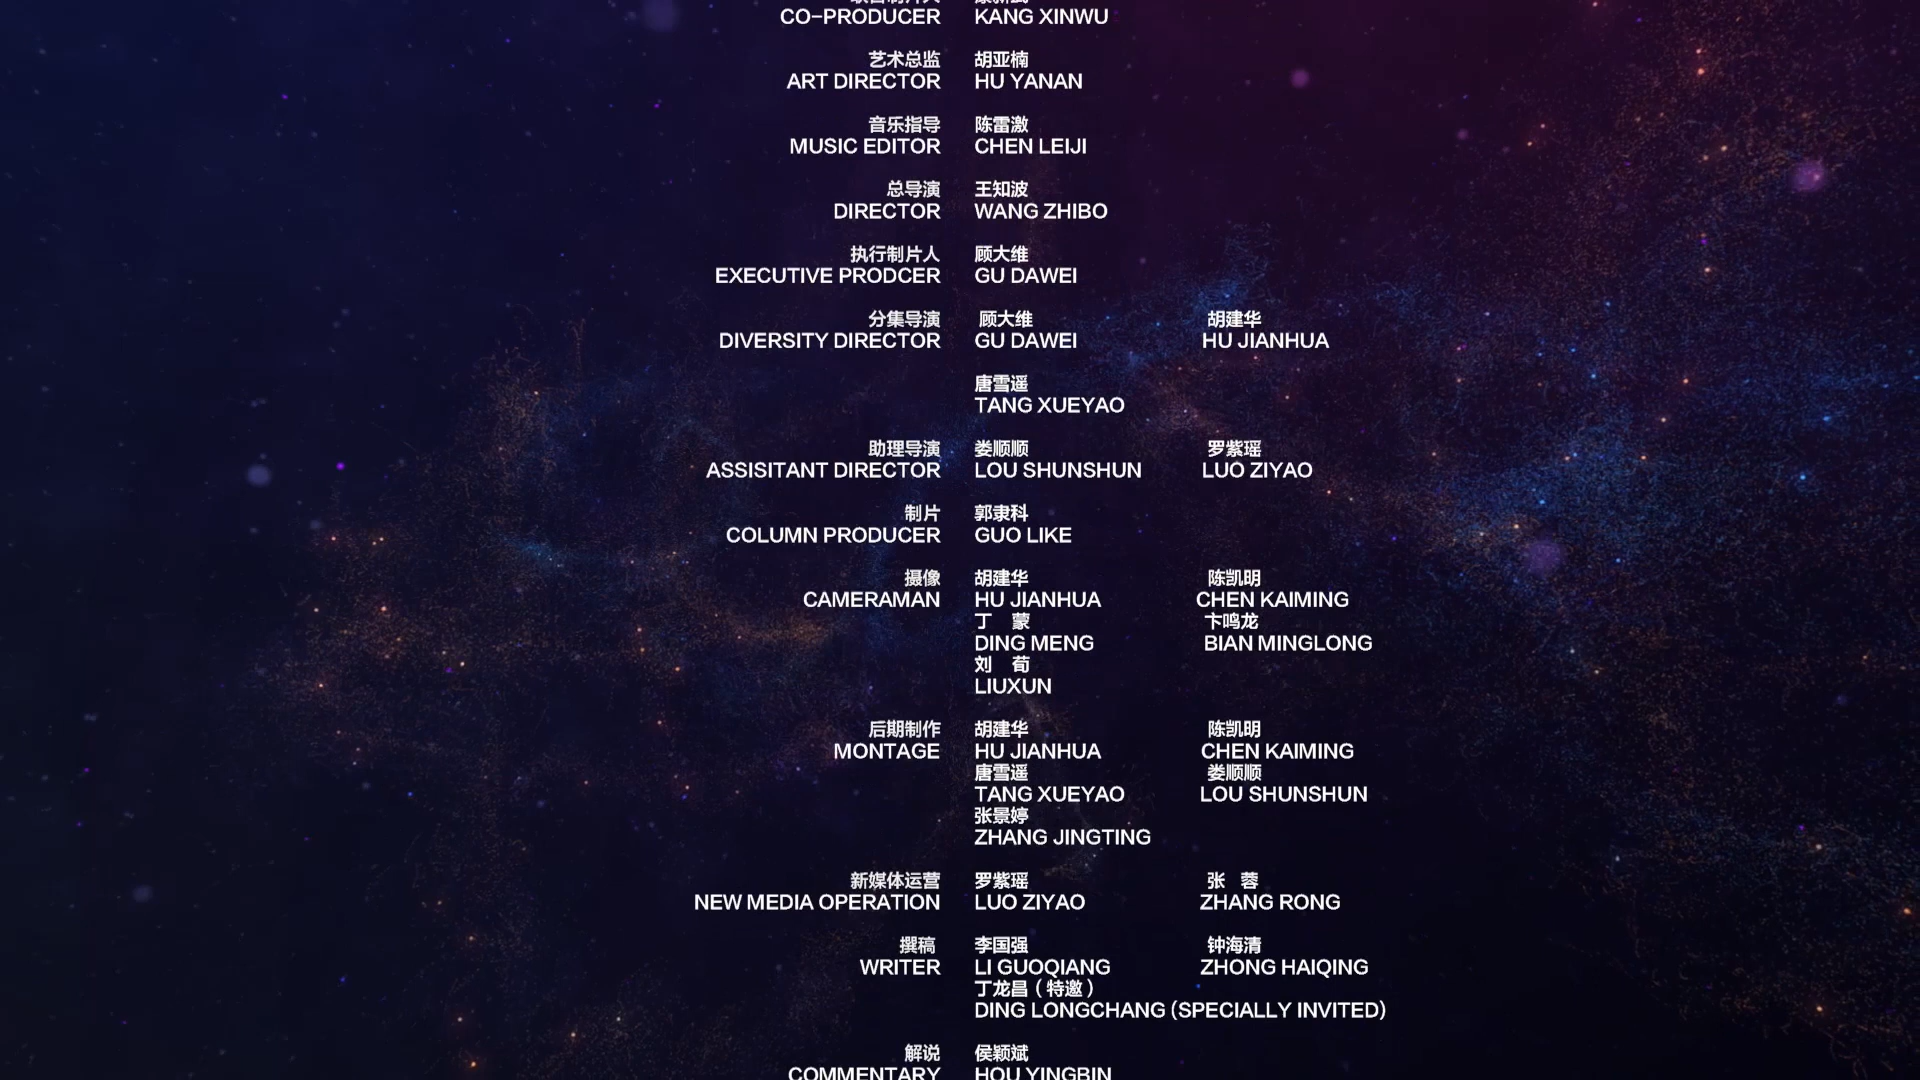 CO-PRODUCER KANG XINWU
艺术总监 胡亚楠
ART DIRECTOR HU YANAN
音乐指导 陈雷激
MUSIC EDITOR CHEN LEIJI
总导演 王知波
DIRECTOR WANG ZHIBO
执行制片人 顾大维
EXECUTIVE PRODCER GU DAWEI
分集导演 顾大维 胡建华
DIVERSITY DIRECTOR GU DAWEI HU JIANHUA
唐雪遥
TANG XUEYAO
助理导演 娄顺顺 罗紫瑶
ASSISITANT DIRECTOR LOU SHUNSHUN LUO ZIYAO
制片 郭隶科
COLUMN PRODUCER GUO LIKE
摄像 胡建华 陈凯明
CAMERAMAN HU JIANHUA CHEN KAIMING
丁 蒙 卞鸣龙
DING MENG BIAN MINGLONG
刘 荀
LIUXUN
后期制作 胡建华 陈凯明
MONTAGE HU JIANHUA CHEN KAIMING
唐雪遥 娄顺顺
TANG XUEYAO LOU SHUNSHUN
张景婷
ZHANG JINGTING
新媒体运营 罗紫瑶 张 蓉
NEW MEDIA OPERATION LUO ZIYAO ZHANG RONG
撰稿 李国强 钟海清
WRITER LI GUOQIANG ZHONG HAIQING
丁龙昌（特邀）
DING LONGCHANG (SPECIALLY INVITED)
解说 侯颖斌
COMMENTARY HOU YINGBIN